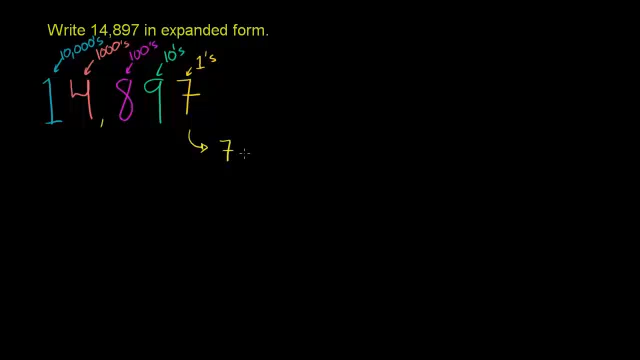 Write 14,897 in expanded form.
10,000's 1000's 100's 10's 1's
14,897
7